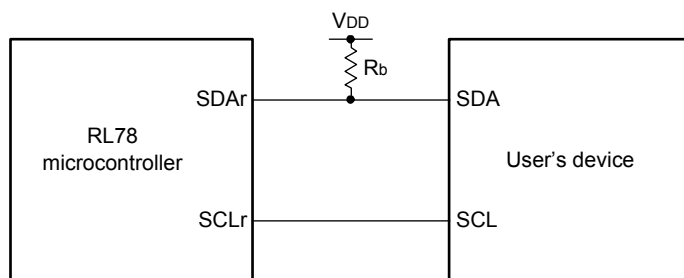 VDD
Rb
SDAr
SDA
RL78
microcontroller
User's device
SCLr
SCL